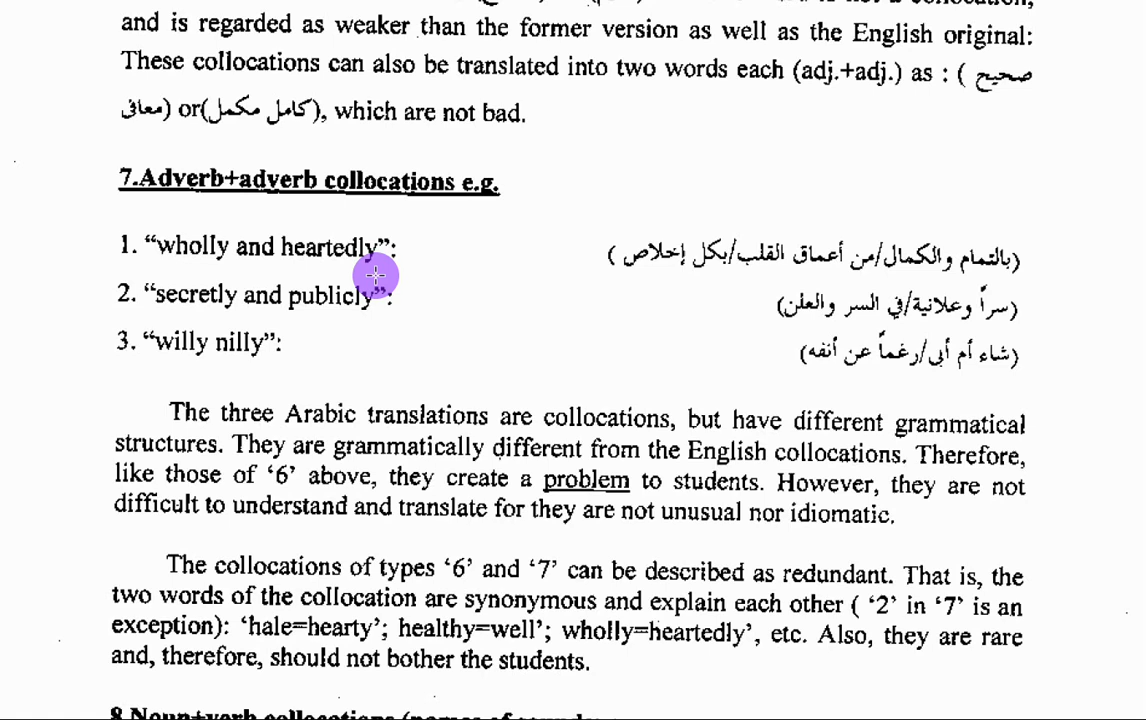 and is regarded as weaker than the former version as well as the English original:
These collocations can also be translated into two words each (adj.+adj.) as : ( صحيح
معافى) or(كامل مكمل), which are not bad.
7.Adverb+adverb collocations e.g.
1. “wholly and heartedly”: (بالتمام والكمال/من أعماق القلب/بكل إخلاص )
2. “secretly and publicly”: (سراً وعلانية/في السر والعلن)
3. “willy nilly”: (شاء أم أبى/رغماً عن أنفه)
The three Arabic translations are collocations, but have different grammatical
structures. They are grammatically different from the English collocations. Therefore,
like those of ‘6’ above, they create a problem to students. However, they are not
difficult to understand and translate for they are not unusual nor idiomatic.
The collocations of types ‘6’ and ‘7’ can be described as redundant. That is, the
two words of the collocation are synonymous and explain each other ( ‘2’ in ‘7’ is an
exception): ‘hale=hearty’; healthy=well’; wholly=heartedly’, etc. Also, they are rare
and, therefore, should not bother the students.
8.Noun+verb collocations (names of